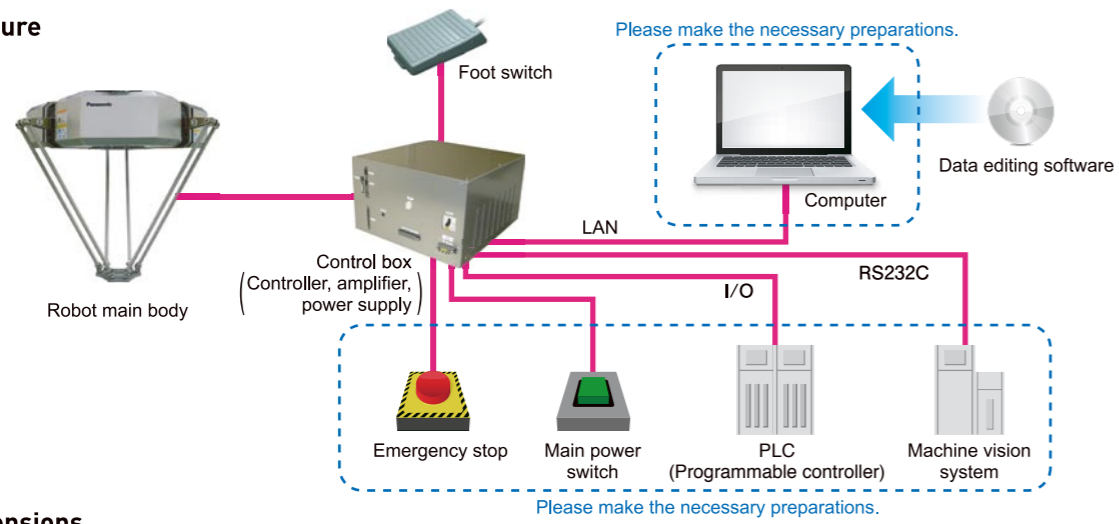 ure
Please make the necessary preparations.
Foot switch
Panasonic
Data editing software
Computer
LAN
Control box
(Controller, amplifier,
power supply)
RS232C
I/O
Robot main body
Emergency stop
Main power
switch
PLC
(Programmable controller)
Machine vision
system
Please make the necessary preparations.
ensions